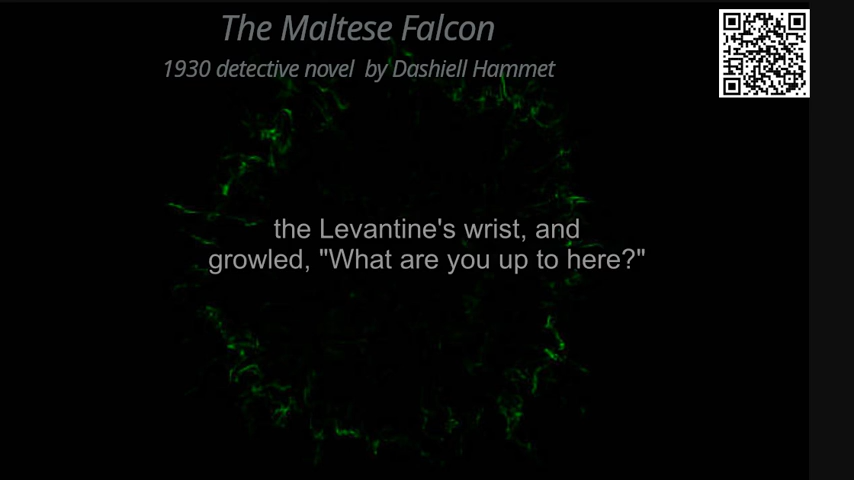 The Maltese Falcon
1930 detective novel by Dashiell Hammet
the Levantine's wrist, and
growled, "What are you up to here?"